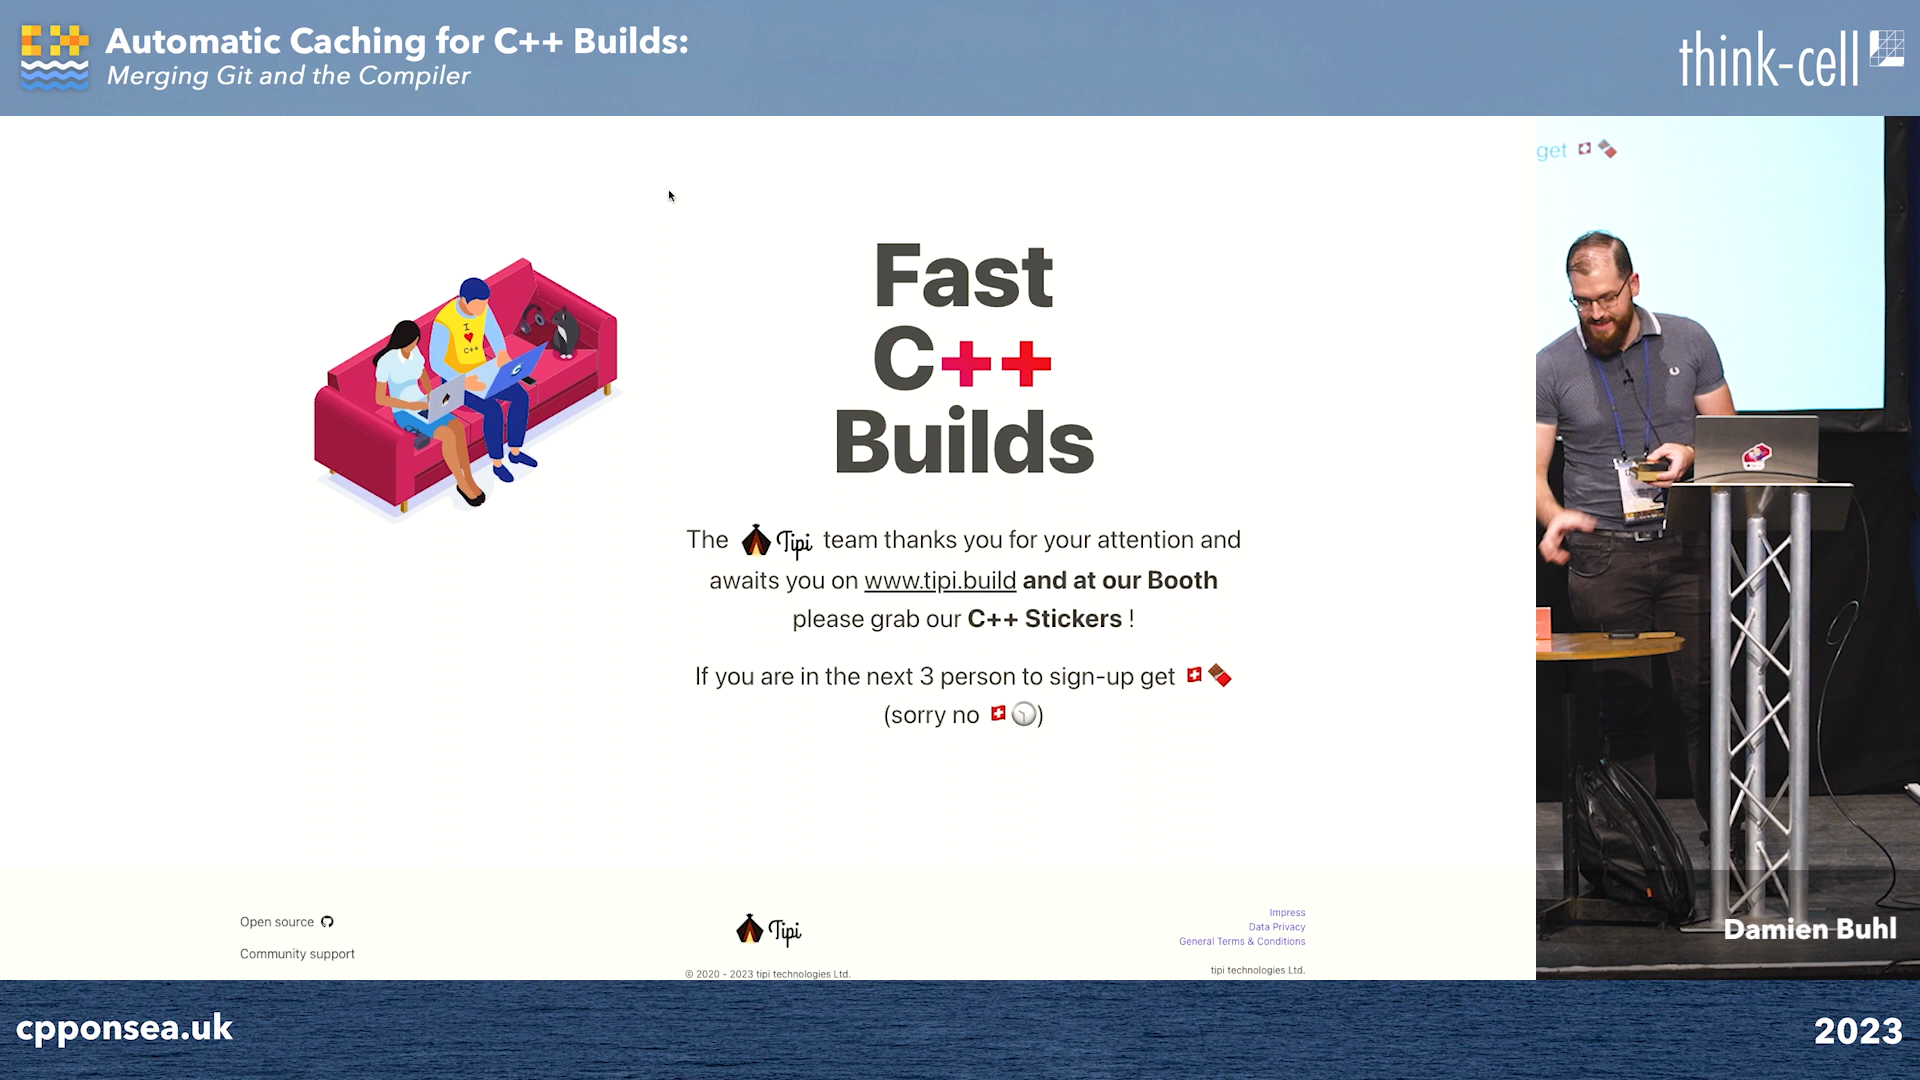 Automatic Caching for C++ Builds:
Merging Git and the Compiler
think-cell
get
Fast
C++
Builds
I
C++
The Tipi team thanks you for your attention and
awaits you on www.tipi.build and at our Booth
please grab our C++ Stickers !
If you are in the next 3 person to sign-up get
(sorry no )
Open source
Community support
Tipi
© 2020 - 2023 tipi technologies Ltd.
Impress
Data Privacy
General Terms & Conditions
tipi technologies Ltd.
Damien Buhl
cpponsea.uk
2023